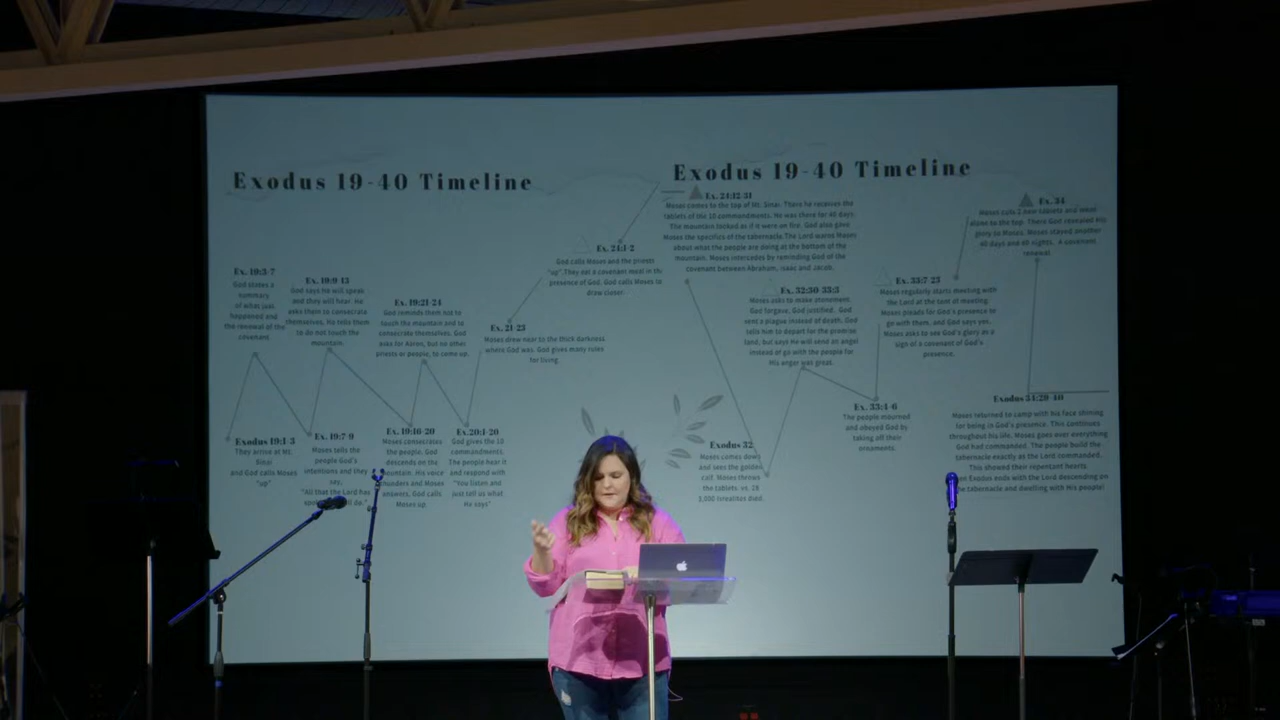 Exodus 19-40 Timeline
Ex. 19:3-7
God states a
summary
of what just
happened and
the renewal of the
covenant.
Ex. 19:9-15
God says he will speak
and they will hear. He
asks them to consecrate
themselves. He tells them
to do not touch the
mountain.
Ex. 19:21-24
God reminds them not to
touch the mountain and to
consecrate themselves. God
asks for Aaron, but no other
priests or people, to come up.
Ex. 24:1-2
God calls Moses and the priests
"up". They eat a covenant meal in the
presence of God. God calls Moses to
draw closer.
Ex. 21-23
Moses drew near to the thick darkness
where God was. God gives many rules
for living.
Exodus 19:1-3
They arrive at Mt.
Sinai
and God calls Moses
"up"
Ex. 19:7-9
Moses tells the
people God's
intentions and they
say,
"All that the Lord has
do."
Ex. 19:16-20
Moses consecrates
the people. God
descends on the
mountain. His voice
thunders and Moses
answers. God calls
Moses up.
Ex.20:1-20
God gives the 10
commandments.
The people hear it
and respond with
"You listen and
just tell us what
He says"
Exodus 19-40 Timeline
Ex. 24:12-31
Moses comes to the top of Mt. Sinai. There he receives the
tablets of the 10 commandments. He was there for 40 days.
The mountain looked as if it were on fire. God also gave
Moses the specifics of the tabernacle. The Lord warns Moses
about what the people are doing at the bottom of the
mountain. Moses intercedes by reminding God of the
covenant between Abraham, Isaac and Jacob.
Ex. 32:30-33:3
Moses asks to make atonement.
God forgave, God justified. God
sent a plague instead of death. God
tells him to depart for the promise
land, but says He will send an angel
instead of go with the people for
His anger was great.
Ex. 33:7-23
Moses regularly starts meeting with
the Lord at the tent of meeting.
Moses pleads for God's presence to
go with them, and God says yes.
Moses asks to see God's glory as a
sign of a covenant of God's
presence.
Ex. 34
Moses cuts 2 new tablets and went
alone to the top. There God revealed his
glory to Moses. Moses stayed another
40 days and 40 nights. A covenant
renewal.
Exodus 32
Moses comes down
and sees the golden
calf. Moses throws
the tablets. vs. 28
3,000 Israelites died.
Ex. 33:4-6
The people mourned
and obeyed God by
taking off their
ornaments.
Exodus 34:29-40
Moses returned to camp with his face shining
for being in God's presence. This continues
throughout his life. Moses goes over everything
God had commanded. The people build the
tabernacle exactly as the Lord commanded.
This showed their repentant hearts
Exodus ends with the Lord descending on
tabernacle and dwelling with His people!